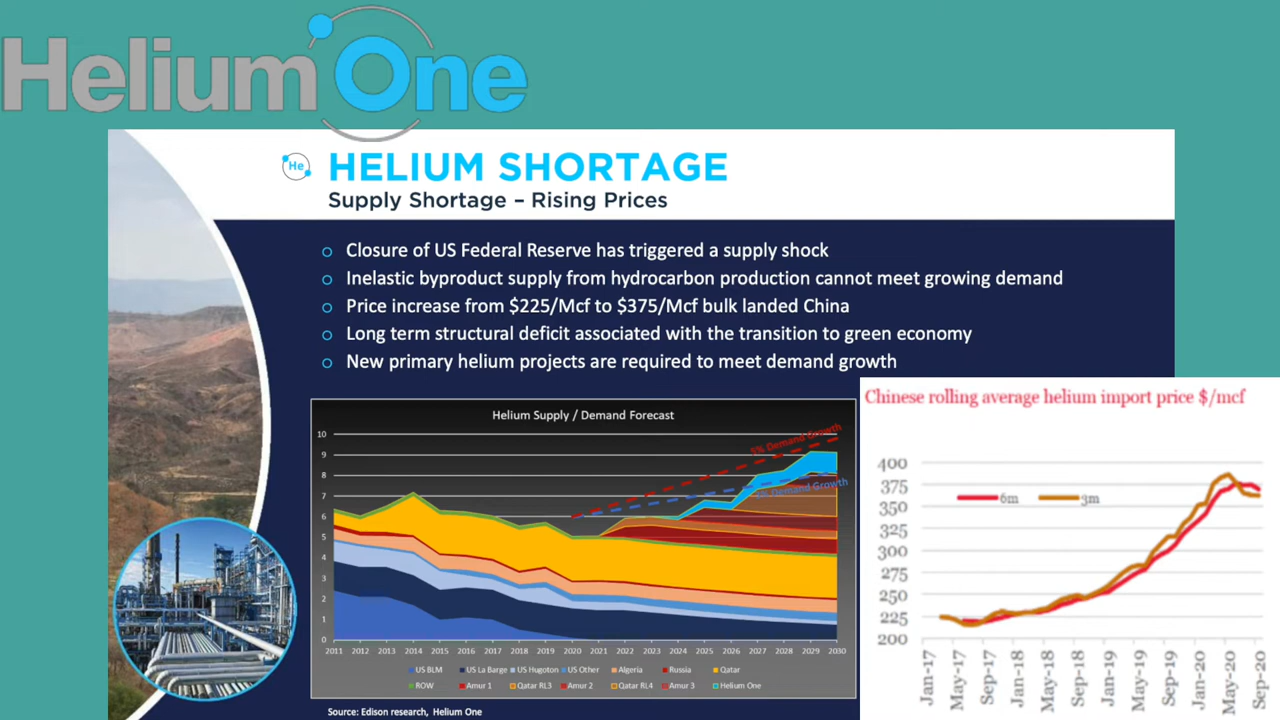 Helium One
He
HELIUM SHORTAGE
Supply Shortage – Rising Prices
Closure of US Federal Reserve has triggered a supply shock
Inelastic byproduct supply from hydrocarbon production cannot meet growing demand
Price increase from $225/Mcf to $375/Mcf bulk landed China
Long term structural deficit associated with the transition to green economy
New primary helium projects are required to meet demand growth
Helium Supply / Demand Forecast
10
9
8
7
6
5
4
3
2
1
0
5% Demand Growth
Demand Growth
2011 2012 2013 2014 2015 2016 2017 2018 2019 2020 2021 2022 2023 2024 2025 2026 2027 2028 2029 2030
US BLM US La Barge US Hugoton US Other Algeria Russia Qatar
ROW Amur 1 Qatar RL3 Amur 2 Qatar RL4 Amur 3 Helium One
Source: Edison research, Helium One
Chinese rolling average helium import price $/mcf
400
375
350
325
300
275
250
225
200
6m 3m
Jan-17 May-17 Sep-17 Jan-18 May-18 Sep-18 Jan-19 May-19 Sep-19 Jan-20 May-20 Sep-20